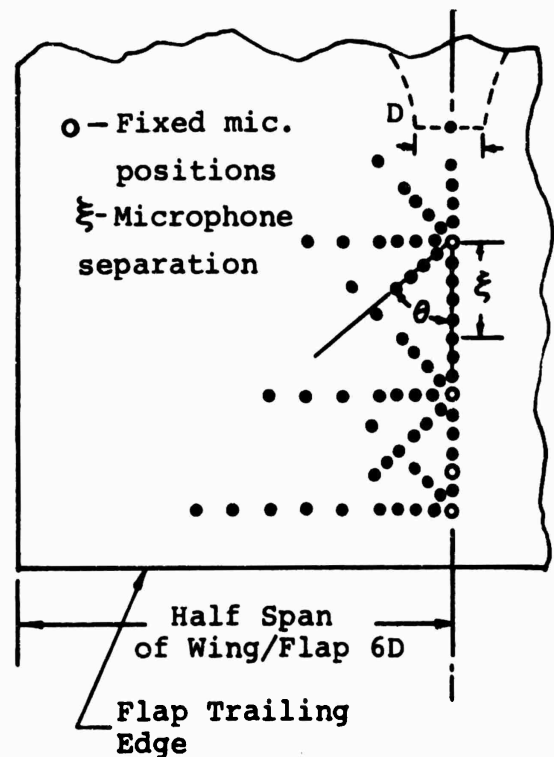 D
o – Fixed mic.
positions
ξ- Microphone
separation
ξ
θ
Half Span
of Wing/Flap 6D
Flap Trailing
Edge